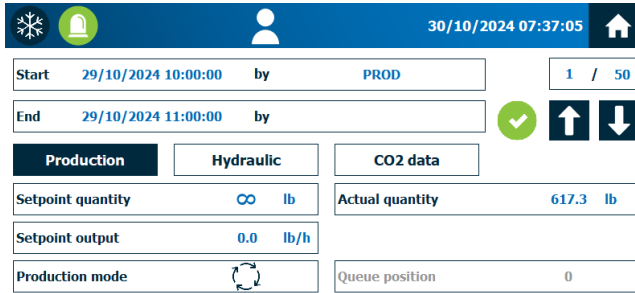 30/10/2024 07:37:05
Start 29/10/2024 10:00:00 by PROD 1 / 50
End 29/10/2024 11:00:00 by
Production Hydraulic CO2 data
Setpoint quantity ∞ lb Actual quantity 617.3 lb
Setpoint output 0.0 lb/h
Production mode Queue position 0